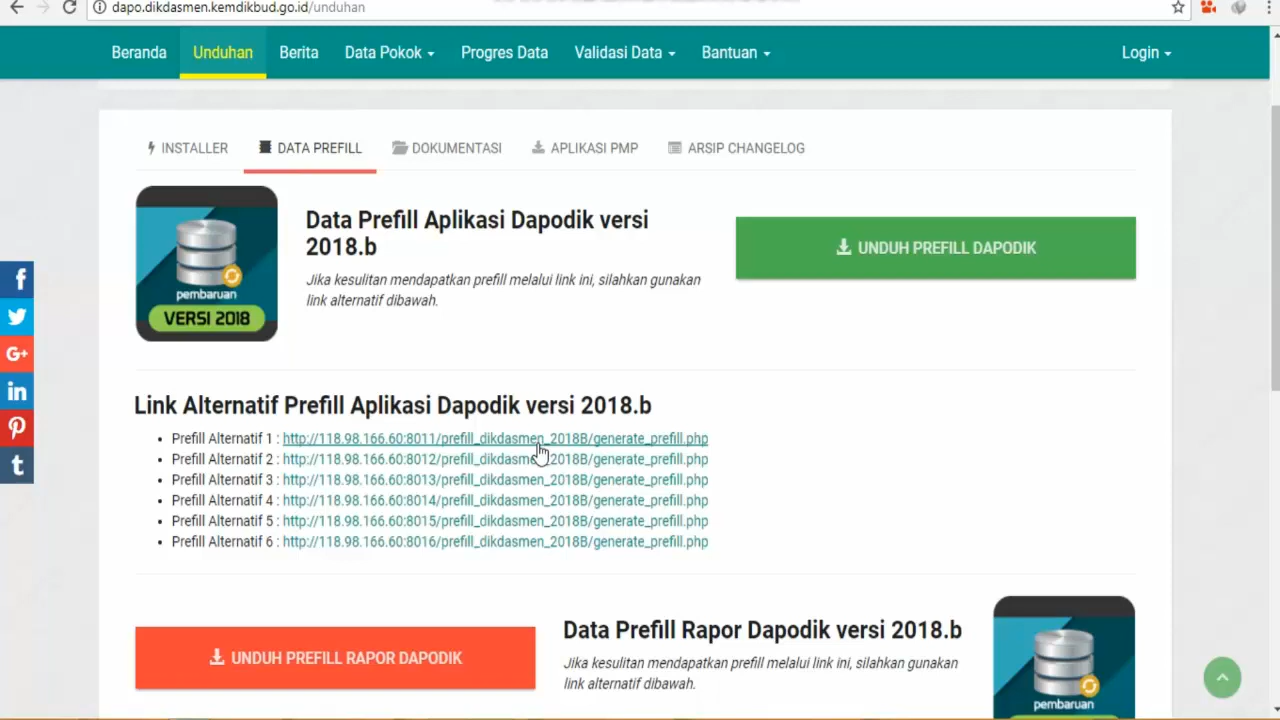 dapo.dikdasmen.kemdikbud.go.id/unduhan
Beranda Unduhan Berita Data Pokok Progres Data Validasi Data Bantuan Login
INSTALLER DATA PREFILL DOKUMENTASI APLIKASI PMP ARSIP CHANGELOG
pembaruan
VERSI 2018
Data Prefill Aplikasi Dapodik versi
2018.b
Jika kesulitan mendapatkan prefill melalui link ini, silahkan gunakan
link alternatif dibawah.
UNDUH PREFILL DAPODIK
f
G+
in
t
Link Alternatif Prefill Aplikasi Dapodik versi 2018.b
• Prefill Alternatif 1 : http://118.98.166.60:8011/prefill_dikdasmen_2018B/generate_prefill.php
• Prefill Alternatif 2 : http://118.98.166.60:8012/prefill_dikdasmen_2018B/generate_prefill.php
• Prefill Alternatif 3 : http://118.98.166.60:8013/prefill_dikdasmen_2018B/generate_prefill.php
• Prefill Alternatif 4 : http://118.98.166.60:8014/prefill_dikdasmen_2018B/generate_prefill.php
• Prefill Alternatif 5 : http://118.98.166.60:8015/prefill_dikdasmen_2018B/generate_prefill.php
• Prefill Alternatif 6 : http://118.98.166.60:8016/prefill_dikdasmen_2018B/generate_prefill.php
UNDUH PREFILL RAPOR DAPODIK
Data Prefill Rapor Dapodik versi 2018.b
Jika kesulitan mendapatkan prefill melalui link ini, silahkan gunakan
link alternatif dibawah.
pembaruan